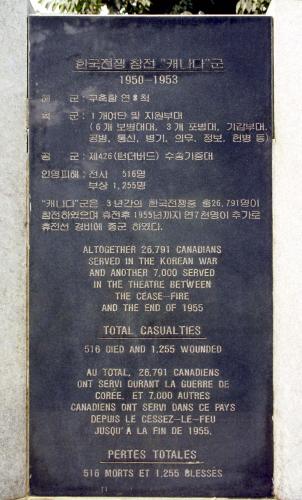 한국전쟁 참전 "캐나다"군
1950-1953
해 군 : 구축함 연 8 척
육 군 : 1 개여단 및 지원부대
(6 개 보병대대, 3 개 포병대, 기갑부대,
공병, 통신, 병기, 의무, 정보, 헌병 등)
공 군 : 제426(턴더버드) 수송기중대
인명피해 : 전사 516명
부상 1,255명
"캐나다"군은 3 년간의 한국전쟁중 총26,791명이
참전하였으며 휴전후 1955년까지 연7천명이 추가로
휴전선 경비에 종군 하였다.
ALTOGETHER 26,791 CANADIANS
SERVED IN THE KOREAN WAR
AND ANOTHER 7,000 SERVED
IN THE THEATRE BETWEEN
THE CEASE-FIRE
AND THE END OF 1955
TOTAL CASUALTIES
516 DIED AND 1,255 WOUNDED
AU TOTAL, 26,791 CANADIENS
ONT SERVI DURANT LA GUERRE DE
COREE, ET 7,000 AUTRES
CANADIENS ONT SERVI DANS CE PAYS
DEPUIS LE CESSEZ-LE-FEU
JUSQU'A LA FIN DE 1955.
PERTES TOTALES
516 MORTS ET 1,255 BLESSES